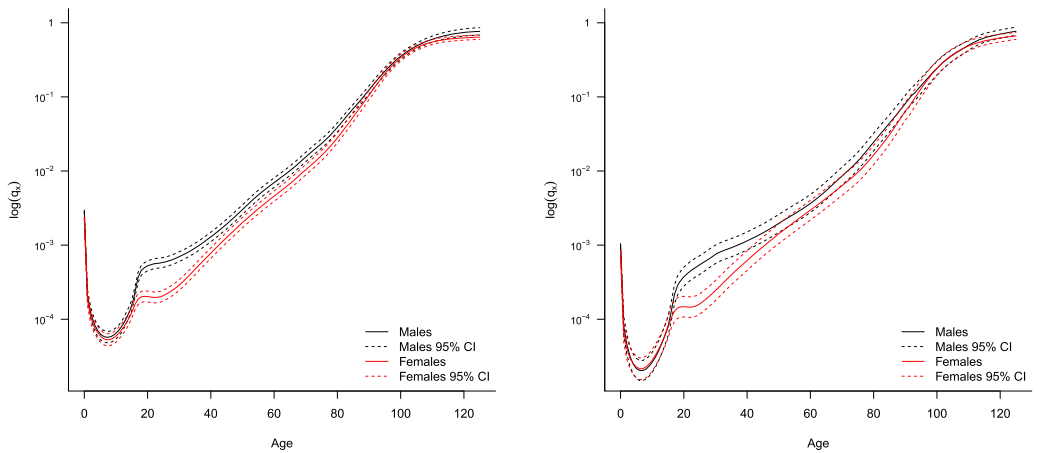 1
10⁻¹
10⁻²
10⁻³
10⁻⁴
log(qₓ)
0 20 40 60 80 100 120
Age
Males
Males 95% CI
Females
Females 95% CI
1
10⁻¹
10⁻²
10⁻³
10⁻⁴
log(qₓ)
0 20 40 60 80 100 120
Age
Males
Males 95% CI
Females
Females 95% CI